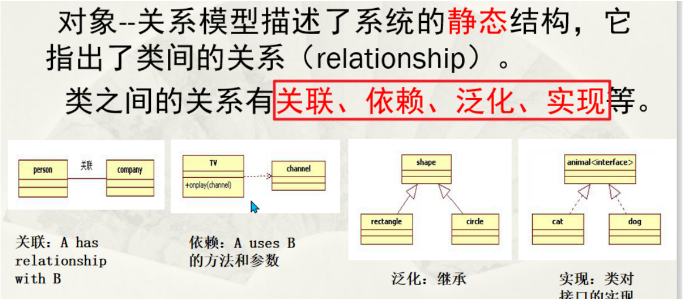 对象--关系模型描述了系统的静态结构，它
指出了类间的关系（relationship）。
类之间的关系有关联、依赖、泛化、实现等。
person
关联
company
TV
+onplay(channel)
channel
shape
rectangle
circle
animal<interface>
cat
dog
关联：A has
relationship
with B
依赖：A uses B
的方法和参数
泛化：继承
实现：类对
接口的实现